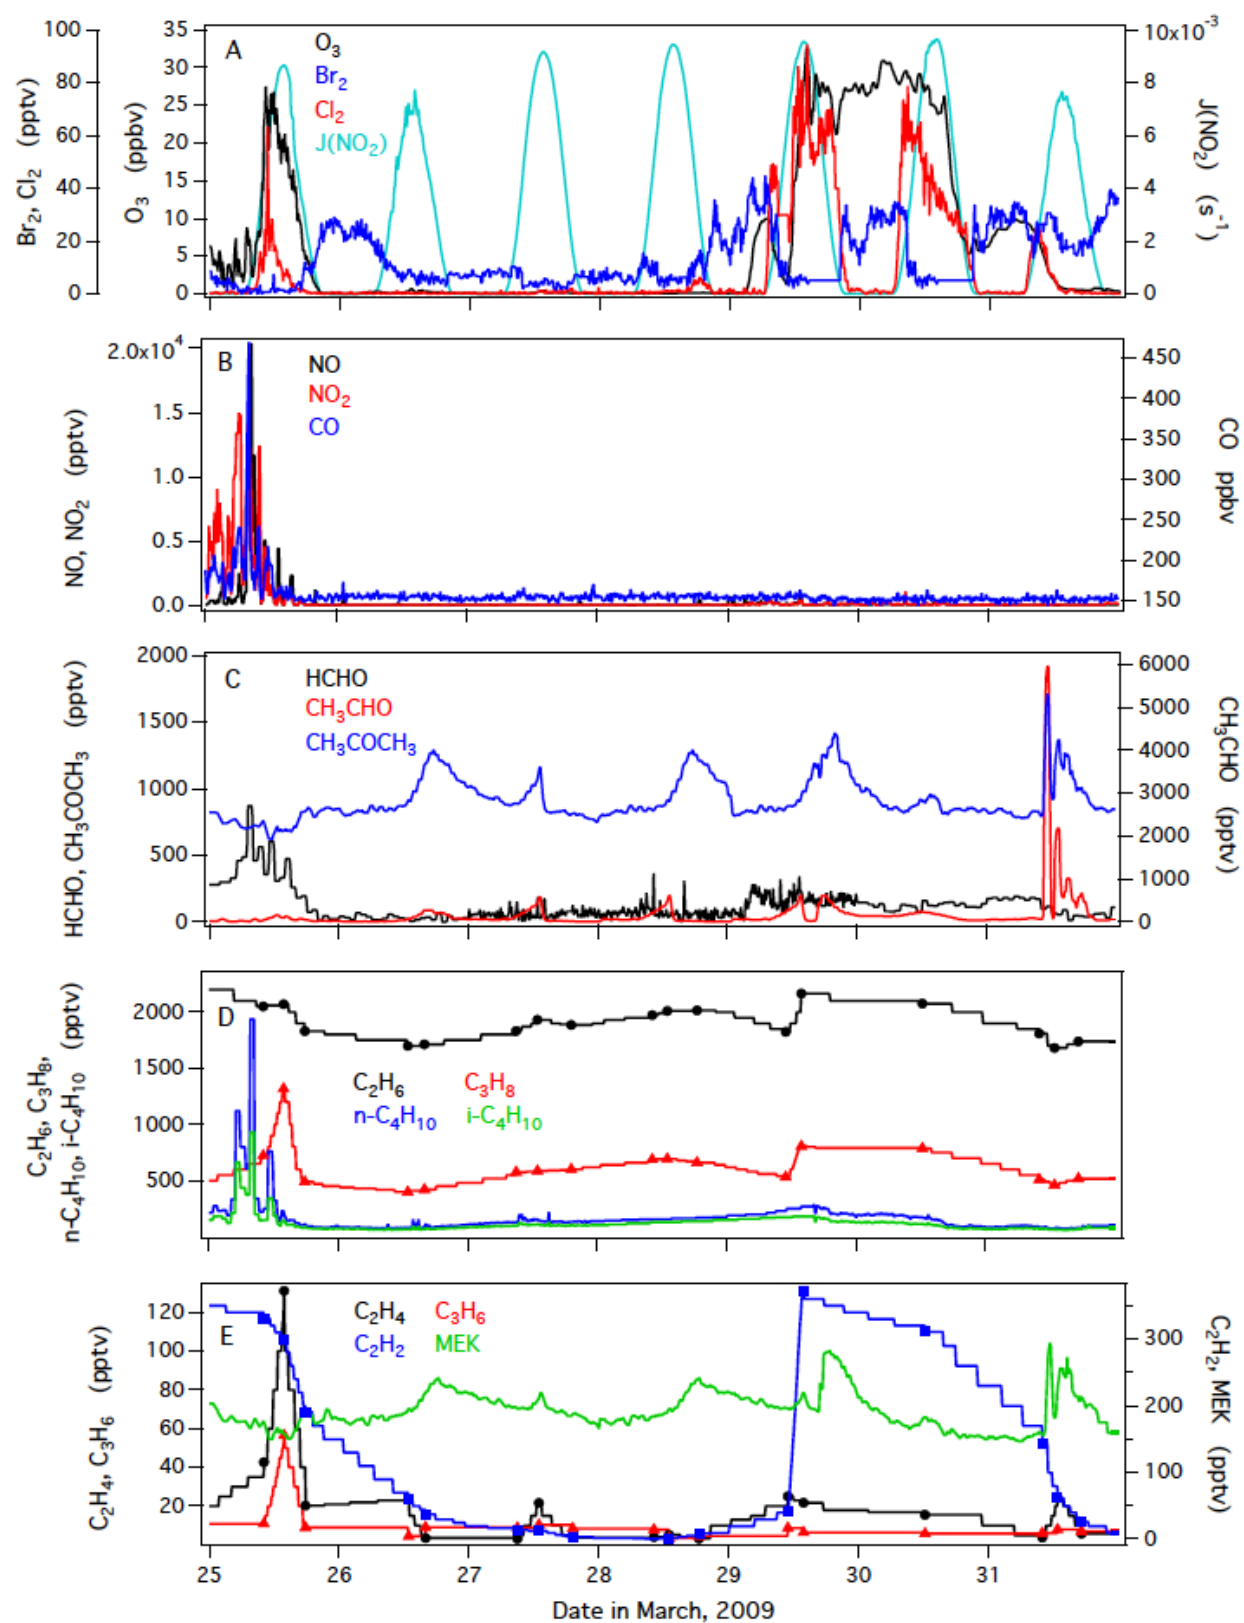 100
80
60
40
20
0
Br2, Cl2 (pptv)
35
30
25
20
15
10
5
0
O3 (ppbv)
A
O3
Br2
Cl2
J(NO2)
10x10-3
8
6
4
2
0
J(NO2) (s-1)
2.0x10^4
1.5
1.0
0.5
0.0
NO, NO2 (pptv)
B
NO
NO2
CO
450
400
350
300
250
200
150
CO ppbv
2000
1500
1000
500
0
HCHO, CH3COCH3 (pptv)
C
HCHO
CH3CHO
CH3COCH3
6000
5000
4000
3000
2000
1000
0
CH3CHO (pptv)
2000
1500
1000
500
C2H6, C3H8,
n-C4H10, i-C4H10 (pptv)
D
C2H6 C3H8
n-C4H10 i-C4H10
120
100
80
60
40
20
C2H4, C3H6 (pptv)
E
C2H4 C3H6
C2H2 MEK
300
200
100
0
C2H2, MEK (pptv)
25 26 27 28 29 30 31
Date in March, 2009